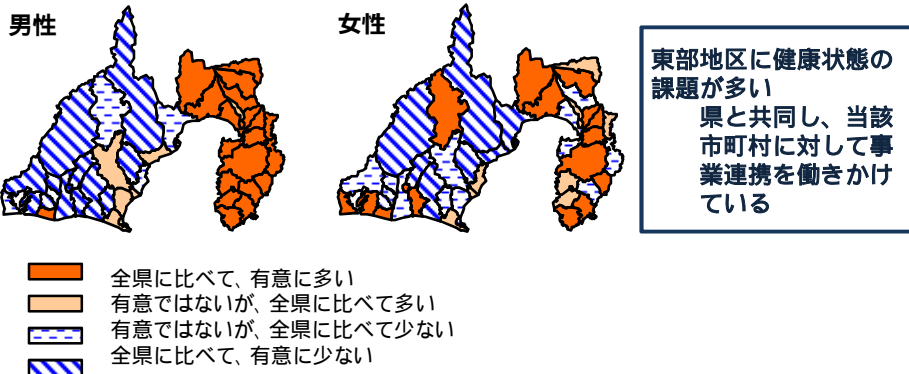 男性
女性
東部地区に健康状態の
課題が多い
県と共同し、当該
市町村に対して事
業連携を働きかけ
ている
全県に比べて、有意に多い
有意ではないが、全県に比べて多い
有意ではないが、全県に比べて少ない
全県に比べて、有意に少ない